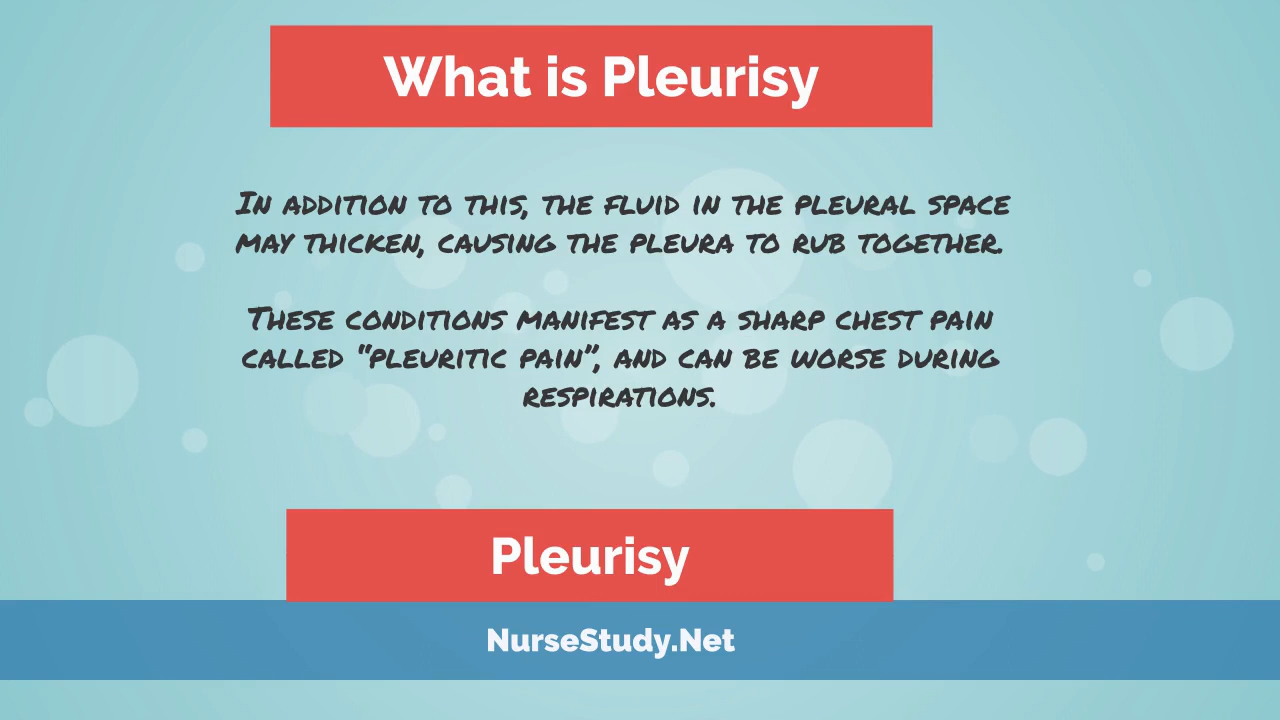 What is Pleurisy
In addition to this, the fluid in the pleural space
may thicken, causing the pleura to rub together.
These conditions manifest as a sharp chest pain
called “pleuritic pain”, and can be worse during
respirations.
Pleurisy
NurseStudy.Net